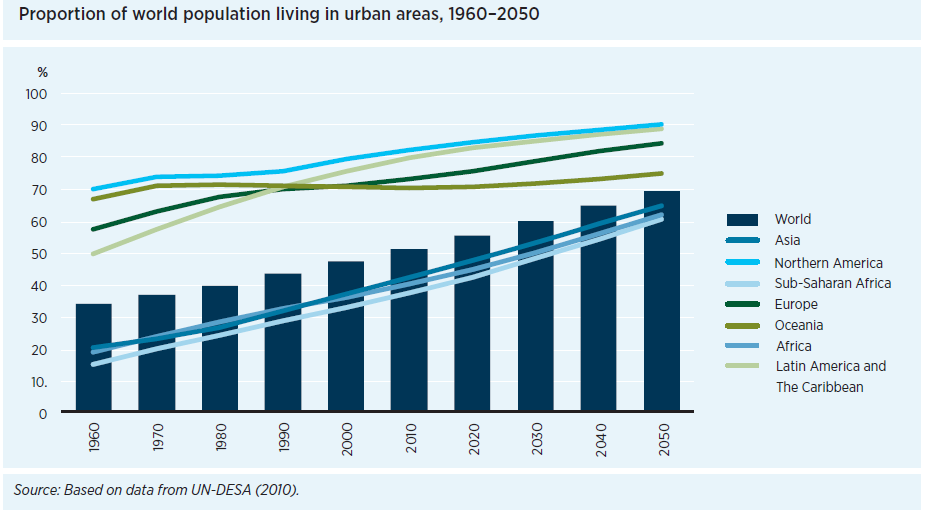 Proportion of world population living in urban areas, 1960–2050
%
100
90
80
70
60
50
40
30
20
10.
0
1960
1970
1980
1990
2000
2010
2020
2030
2040
2050
World
Asia
Northern America
Sub-Saharan Africa
Europe
Oceania
Africa
Latin America and
The Caribbean
Source: Based on data from UN-DESA (2010).